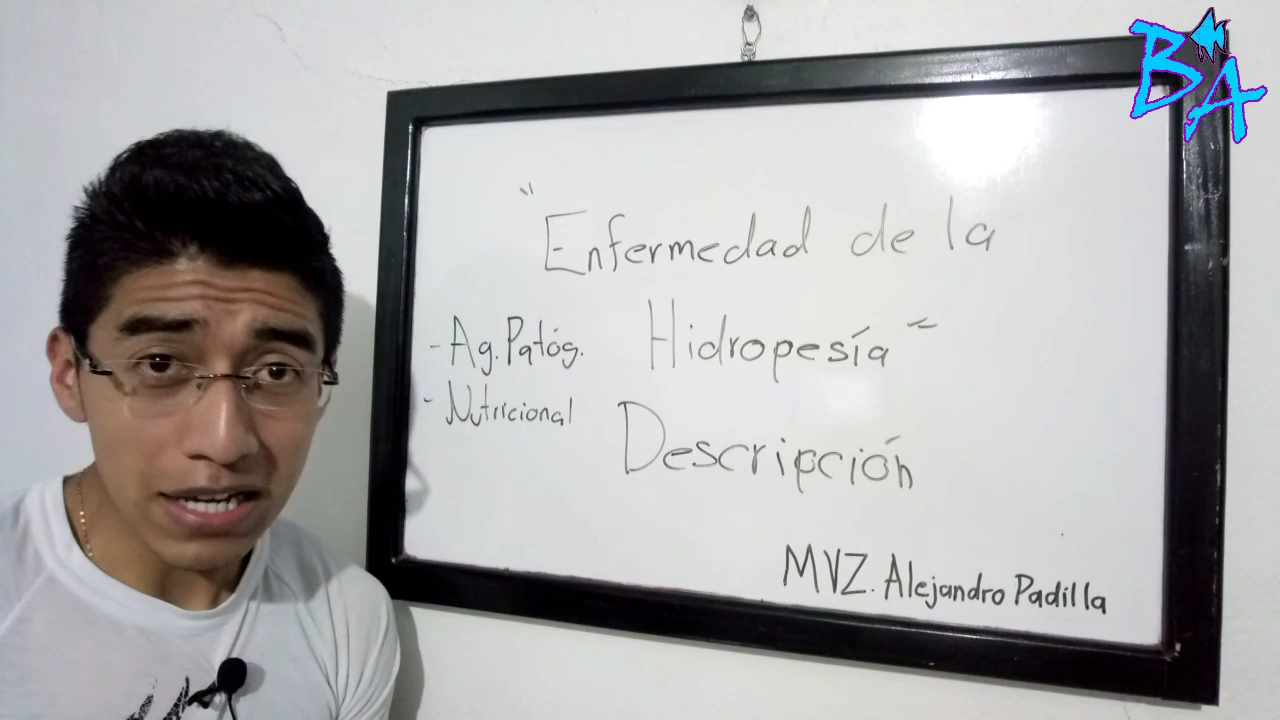 BA
"Enfermedad de la
Hidropesía"
- Ag. Patóg.
- Nutricional
Descripción
MVZ. Alejandro Padilla